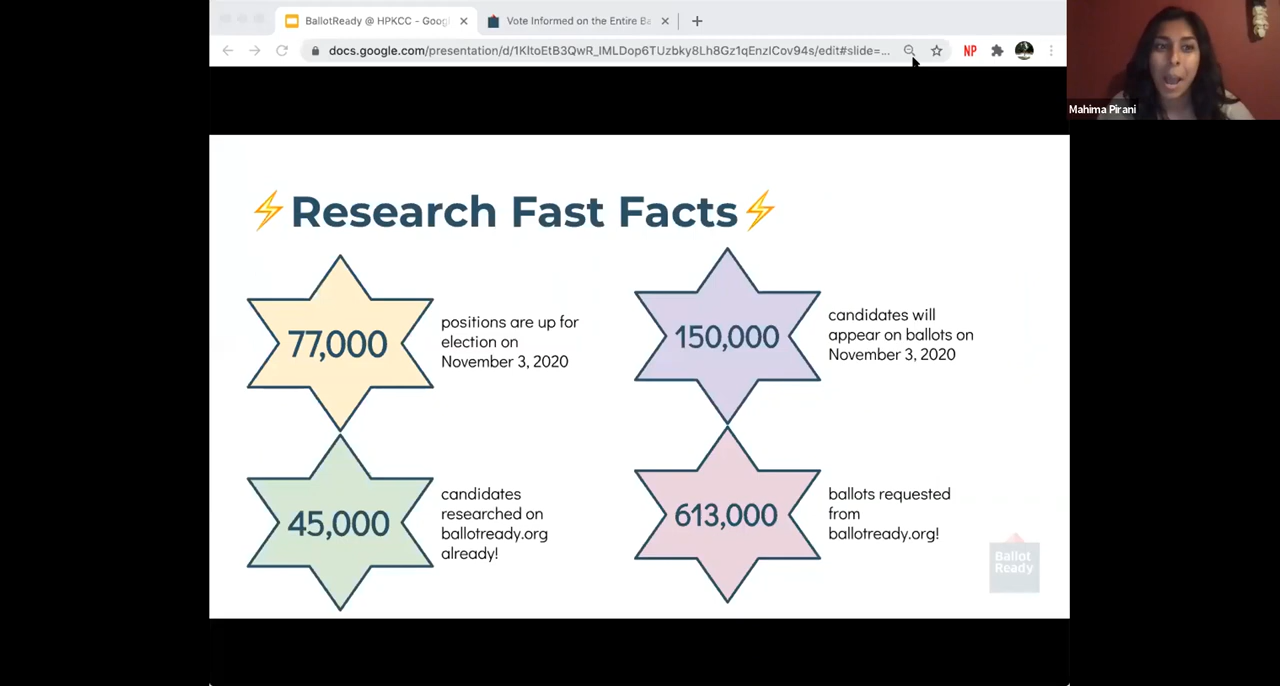 BallotReady @ HPKCC - Googl
Vote Informed on the Entire Ba
docs.google.com/presentation/d/1KItoEtB3QwR_IMLDop6TUzbky8Lh8Gz1qEnzICov94s/edit#slide=...
NP
Mahima Pirani
⚡Research Fast Facts⚡
77,000
positions are up for
election on
November 3, 2020
150,000
candidates will
appear on ballots on
November 3, 2020
45,000
candidates
researched on
ballotready.org
already!
613,000
ballots requested
from
ballotready.org!
Ballot
Ready